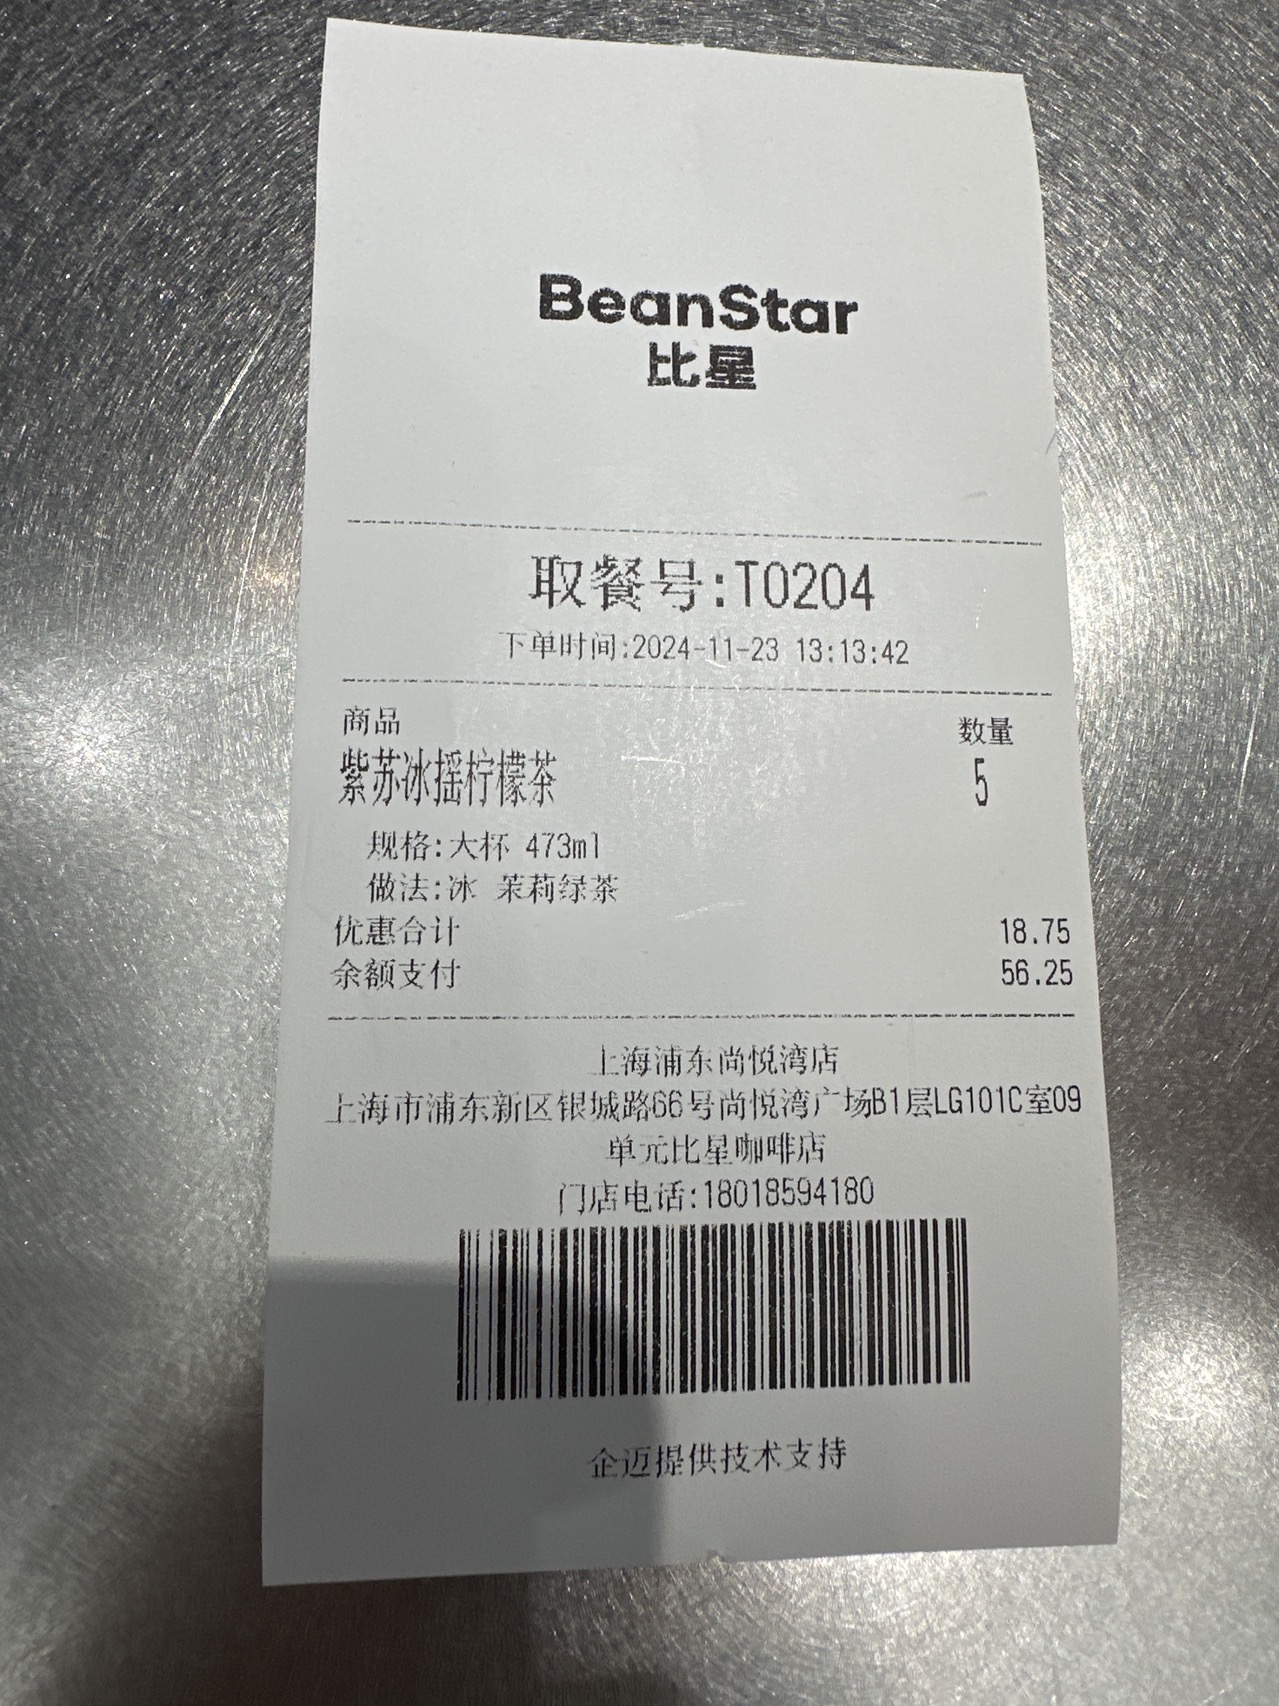 BeanStar
比星
取餐号:T0204
下单时间:2024-11-23 13:13:42
商品 数量
紫苏冰摇柠檬茶 5
规格:大杯 473ml
做法:冰 茉莉绿茶
优惠合计 18.75
余额支付 56.25
上海浦东尚悦湾店
上海市浦东新区银城路66号尚悦湾广场B1层LG101C室09
单元比星咖啡店
门店电话:18018594180
企迈提供技术支持